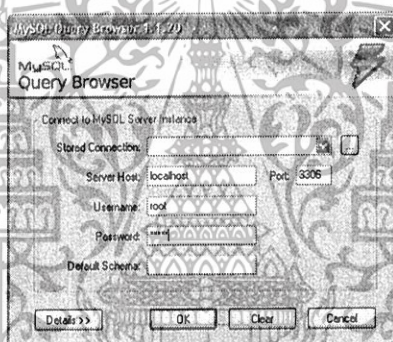 MySQL Query Browser 1.1.20
MySQL
Query Browser
Connect to MySQL Server Instance
Stored Connection: ...
Server Host: localhost Port: 3306
Username: root
Password: *****
Default Schema:
Details >> OK Clear Cancel